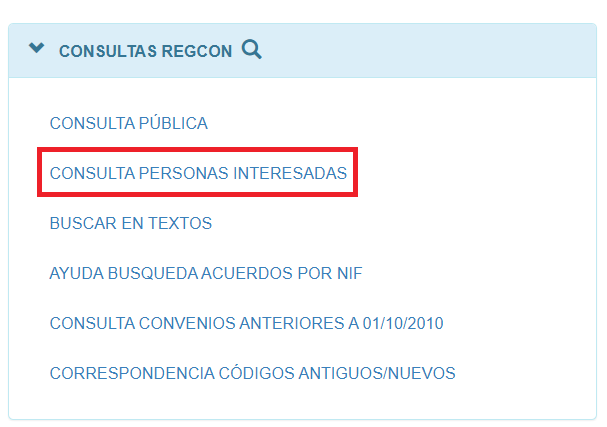 CONSULTAS REGCON
CONSULTA PÚBLICA
CONSULTA PERSONAS INTERESADAS
BUSCAR EN TEXTOS
AYUDA BUSQUEDA ACUERDOS POR NIF
CONSULTA CONVENIOS ANTERIORES A 01/10/2010
CORRESPONDENCIA CÓDIGOS ANTIGUOS/NUEVOS